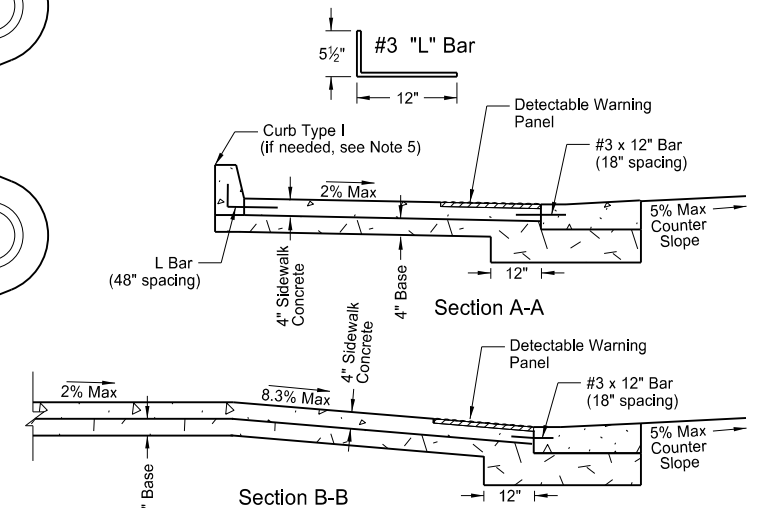 #3 "L" Bar
5½"
12"
Detectable Warning
Panel
Curb Type I
(if needed, see Note 5)
#3 x 12" Bar
(18" spacing)
2% Max
5% Max
Counter
Slope
L Bar
(48" spacing)
4" Sidewalk
Concrete
4" Base
12"
Section A-A
4" Sidewalk
Concrete
Detectable Warning
Panel
#3 x 12" Bar
(18" spacing)
2% Max
8.3% Max
5% Max
Counter
Slope
" Base
12"
Section B-B